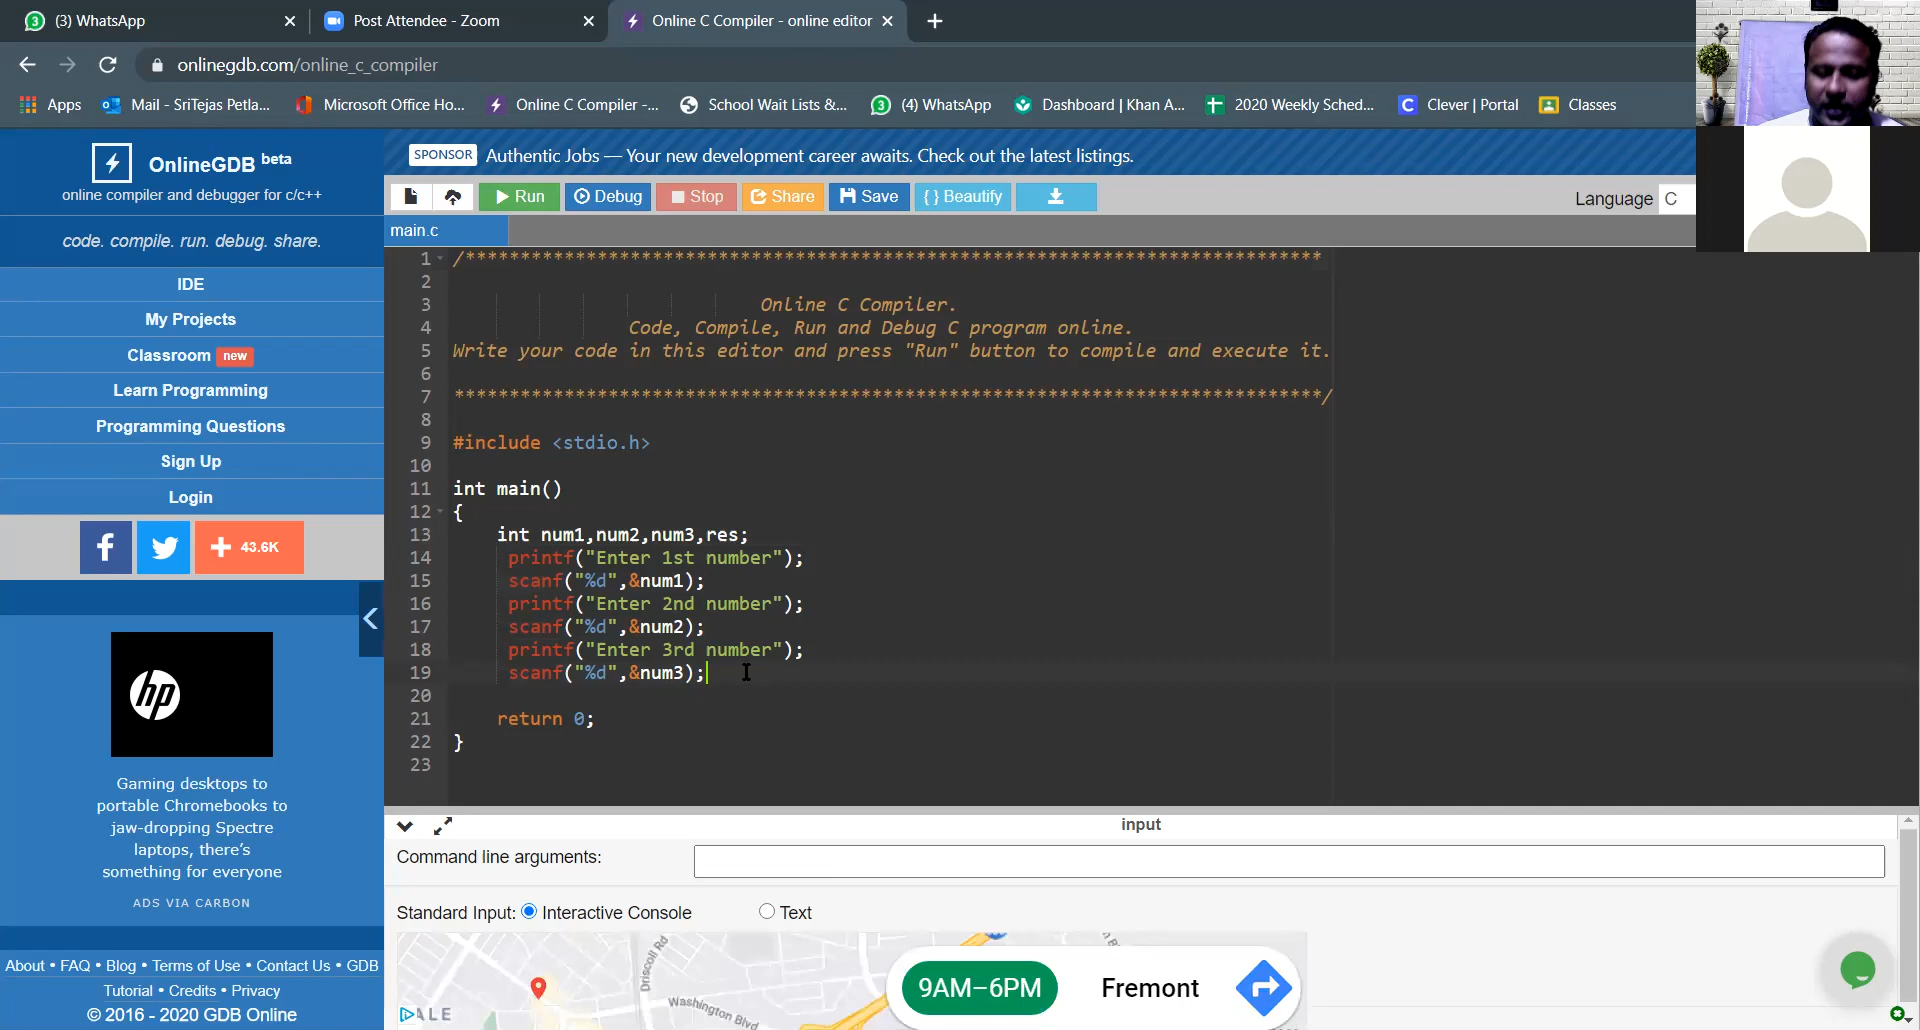 3 (3) WhatsApp
Post Attendee - Zoom
Online C Compiler - online editor
onlinegdb.com/online_c_compiler
Apps
Mail - SriTejas Petla...
Microsoft Office Ho...
Online C Compiler -...
School Wait Lists &...
3 (4) WhatsApp
Dashboard | Khan A...
2020 Weekly Sched...
C Clever | Portal
Classes
OnlineGDB beta
online compiler and debugger for c/c++
code. compile. run. debug. share.
IDE
My Projects
Classroom new
Learn Programming
Programming Questions
Sign Up
Login
f
+ 43.6K
hp
Gaming desktops to
portable Chromebooks to
jaw-dropping Spectre
laptops, there's
something for everyone
ADS VIA CARBON
About • FAQ • Blog • Terms of Use • Contact Us • GDB
Tutorial • Credits • Privacy
© 2016 - 2020 GDB Online
SPONSOR Authentic Jobs — Your new development career awaits. Check out the latest listings.
Run Debug Stop Share Save { } Beautify
Language C
main.c
1 /******************************************************************************
2
3 Online C Compiler.
4 Code, Compile, Run and Debug C program online.
5 Write your code in this editor and press "Run" button to compile and execute it.
6
7 *******************************************************************************/
8
9 #include <stdio.h>
10
11 int main()
12 {
13 int num1,num2,num3,res;
14 printf("Enter 1st number");
15 scanf("%d",&num1);
16 printf("Enter 2nd number");
17 scanf("%d",&num2);
18 printf("Enter 3rd number");
19 scanf("%d",&num3);
20
21 return 0;
22 }
23
input
Command line arguments:
Standard Input: Interactive Console Text
Driscoll Rd
Washington Blvd
ALE
9AM–6PM Fremont